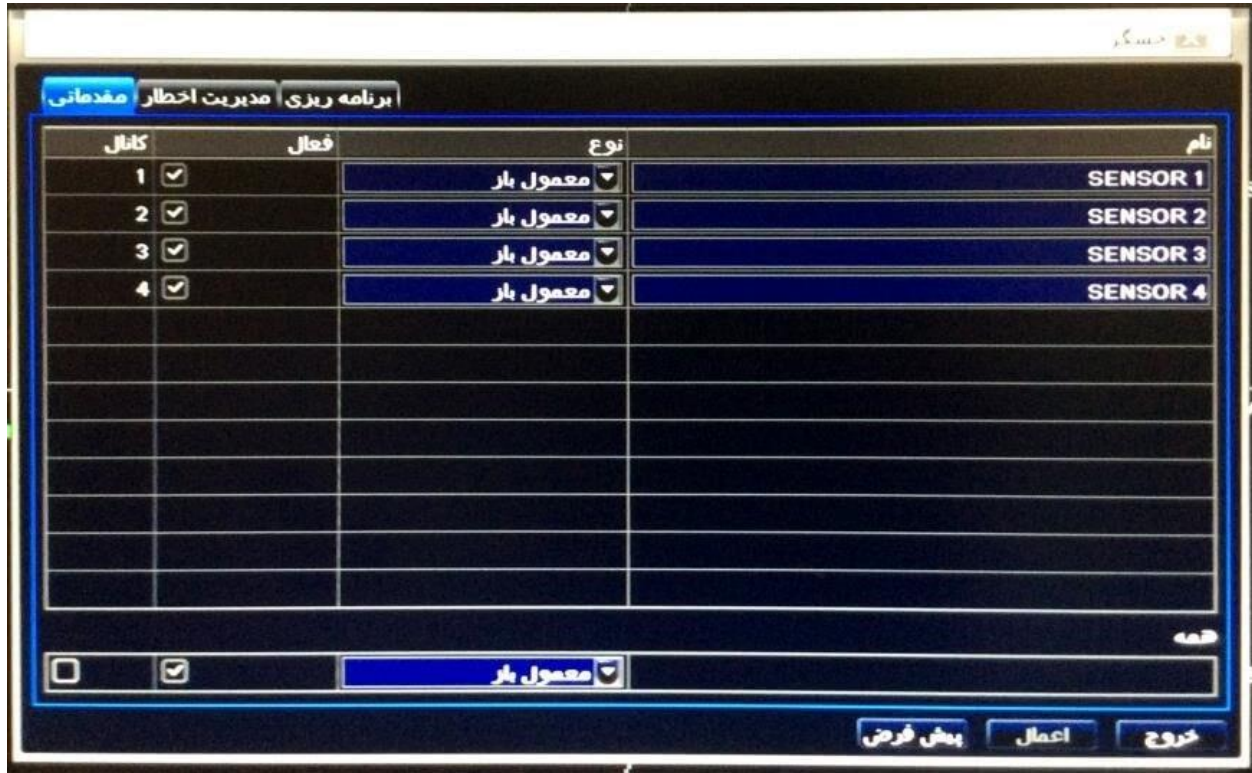 حسگر
مقدماتی مدیریت اخطار برنامه ریزی
کانال فعال نوع نام
1 معمول باز SENSOR 1
2 معمول باز SENSOR 2
3 معمول باز SENSOR 3
4 معمول باز SENSOR 4
همه
معمول باز
خروج اعمال پیش فرض